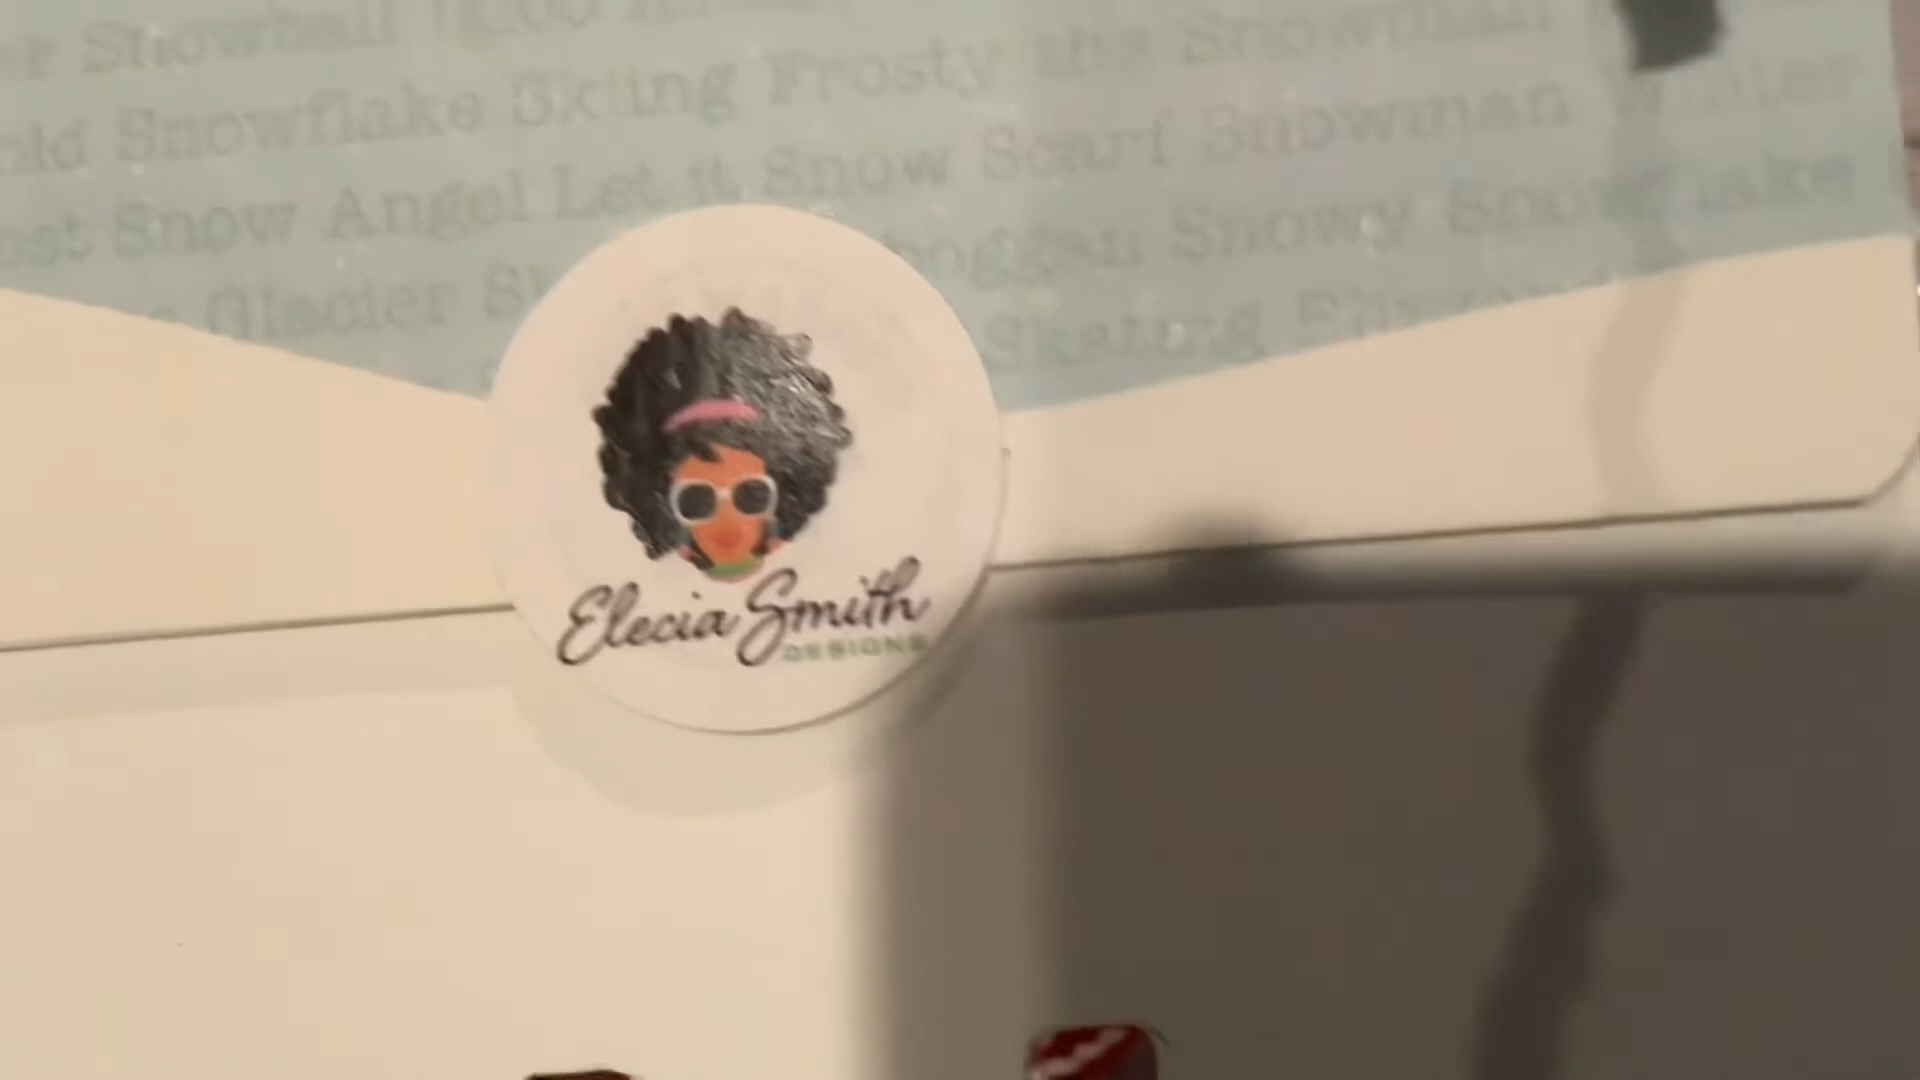 Snowball
Snowflake Skiing Frosty the Snowman
Snow Angel Let it Snow Scarf Snowman Winter
Glacier Snowy Snowflake
Skating
Elecia Smith
DESIGNS